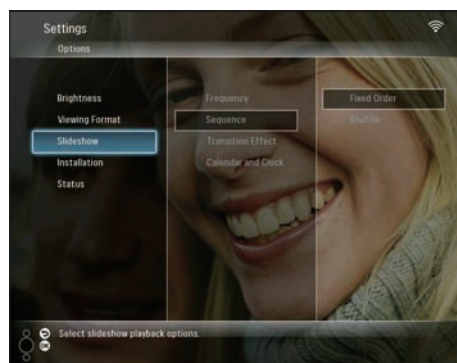 Settings
Options
Brightness
Viewing Format
Slideshow
Installation
Status
Frequency
Sequence
Transition Effect
Calendar and Clock
Fixed Order
Shuffle
Select slideshow playback options.
OK